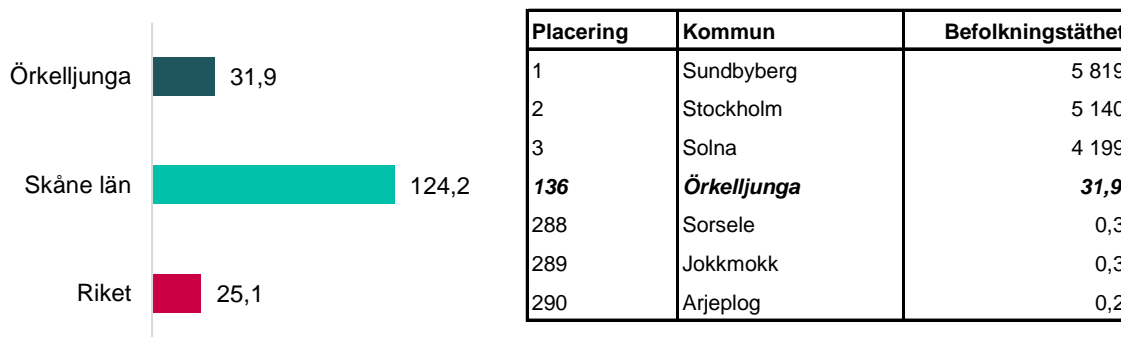 Örkelljunga 31,9
Skåne län 124,2
Riket 25,1
Placering Kommun Befolkningstäthet
1 Sundbyberg 5 819
2 Stockholm 5 140
3 Solna 4 199
136 Örkelljunga 31,9
288 Sorsele 0,3
289 Jokkmokk 0,3
290 Arjeplog 0,2